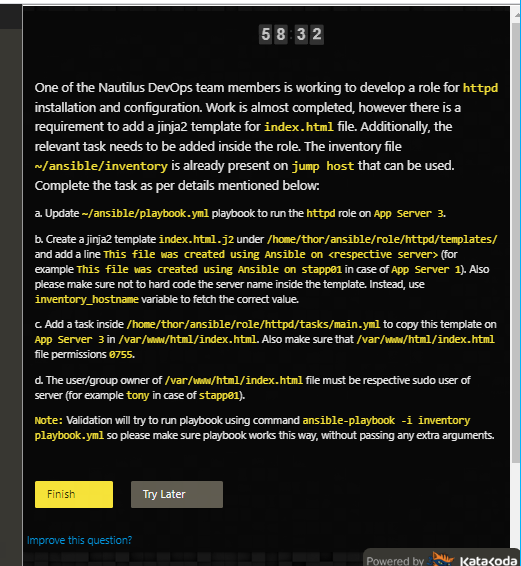 58:32
One of the Nautilus DevOps team members is working to develop a role for httpd
installation and configuration. Work is almost completed, however there is a
requirement to add a jinja2 template for index.html file. Additionally, the
relevant task needs to be added inside the role. The inventory file
~/ansible/inventory is already present on jump host that can be used.
Complete the task as per details mentioned below:
a. Update ~/ansible/playbook.yml playbook to run the httpd role on App Server 3.
b. Create a jinja2 template index.html.j2 under /home/thor/ansible/role/httpd/templates/
and add a line This file was created using Ansible on <respective server> (for
example This file was created using Ansible on stapp01 in case of App Server 1). Also
please make sure not to hard code the server name inside the template. Instead, use
inventory_hostname variable to fetch the correct value.
c. Add a task inside /home/thor/ansible/role/httpd/tasks/main.yml to copy this template on
App Server 3 in /var/www/html/index.html. Also make sure that /var/www/html/index.html
file permissions 0755.
d. The user/group owner of /var/www/html/index.html file must be respective sudo user of
server (for example tony in case of stapp01).
Note: Validation will try to run playbook using command ansible-playbook -i inventory
playbook.yml so please make sure playbook works this way, without passing any extra arguments.
Finish Try Later
Improve this question?
Powered by Katakoda